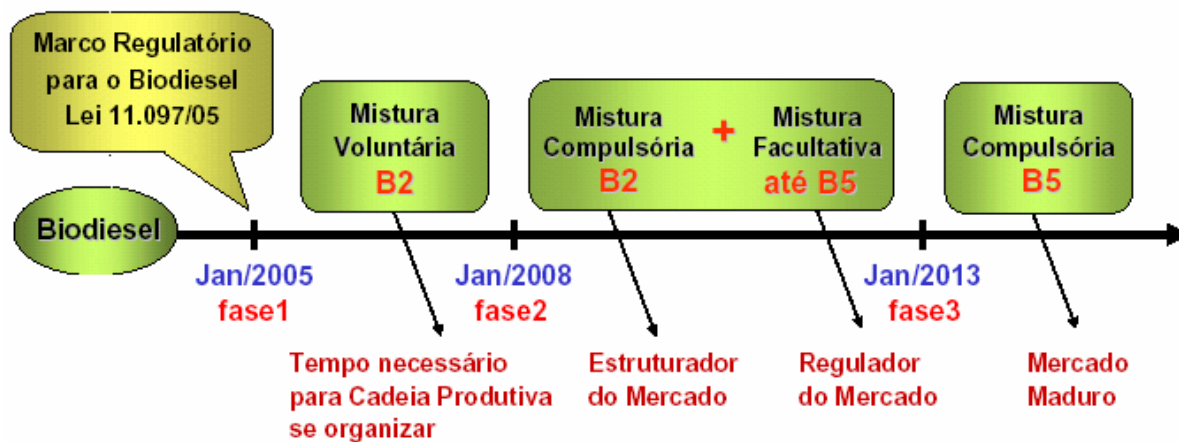 Marco Regulatório
para o Biodiesel
Lei 11.097/05
Mistura
Voluntária
B2
Mistura
Compulsória
B2
+
Mistura
Facultativa
até B5
Mistura
Compulsória
B5
Biodiesel
Jan/2005
fase1
Jan/2008
fase2
Jan/2013
fase3
Tempo necessário
para Cadeia Produtiva
se organizar
Estruturador
do Mercado
Regulador
do Mercado
Mercado
Maduro